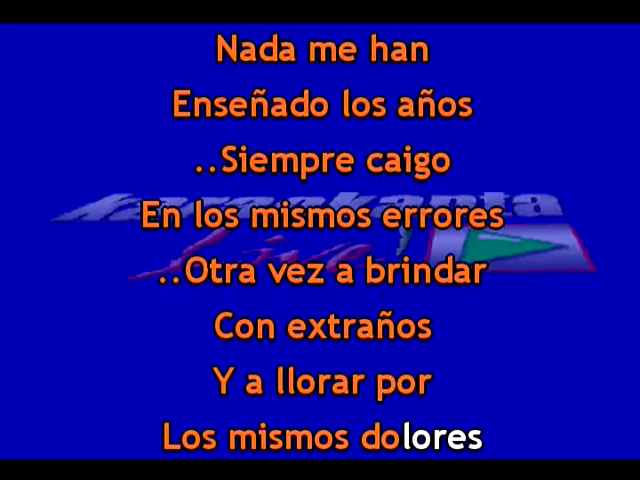 Nada me han
Enseñado los años
..Siempre caigo
En los mismos errores
..Otra vez a brindar
Con extraños
Y a llorar por
Los mismos dolores